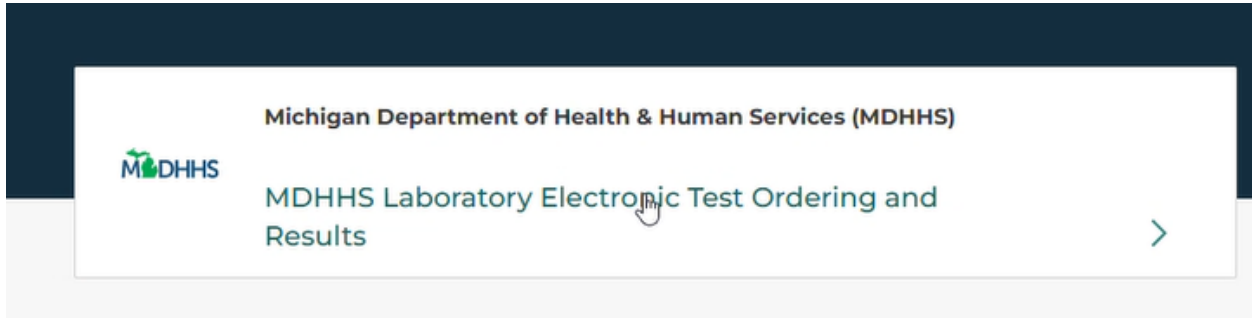 Michigan Department of Health & Human Services (MDHHS)
MDHHS
MDHHS Laboratory Electronic Test Ordering and
Results